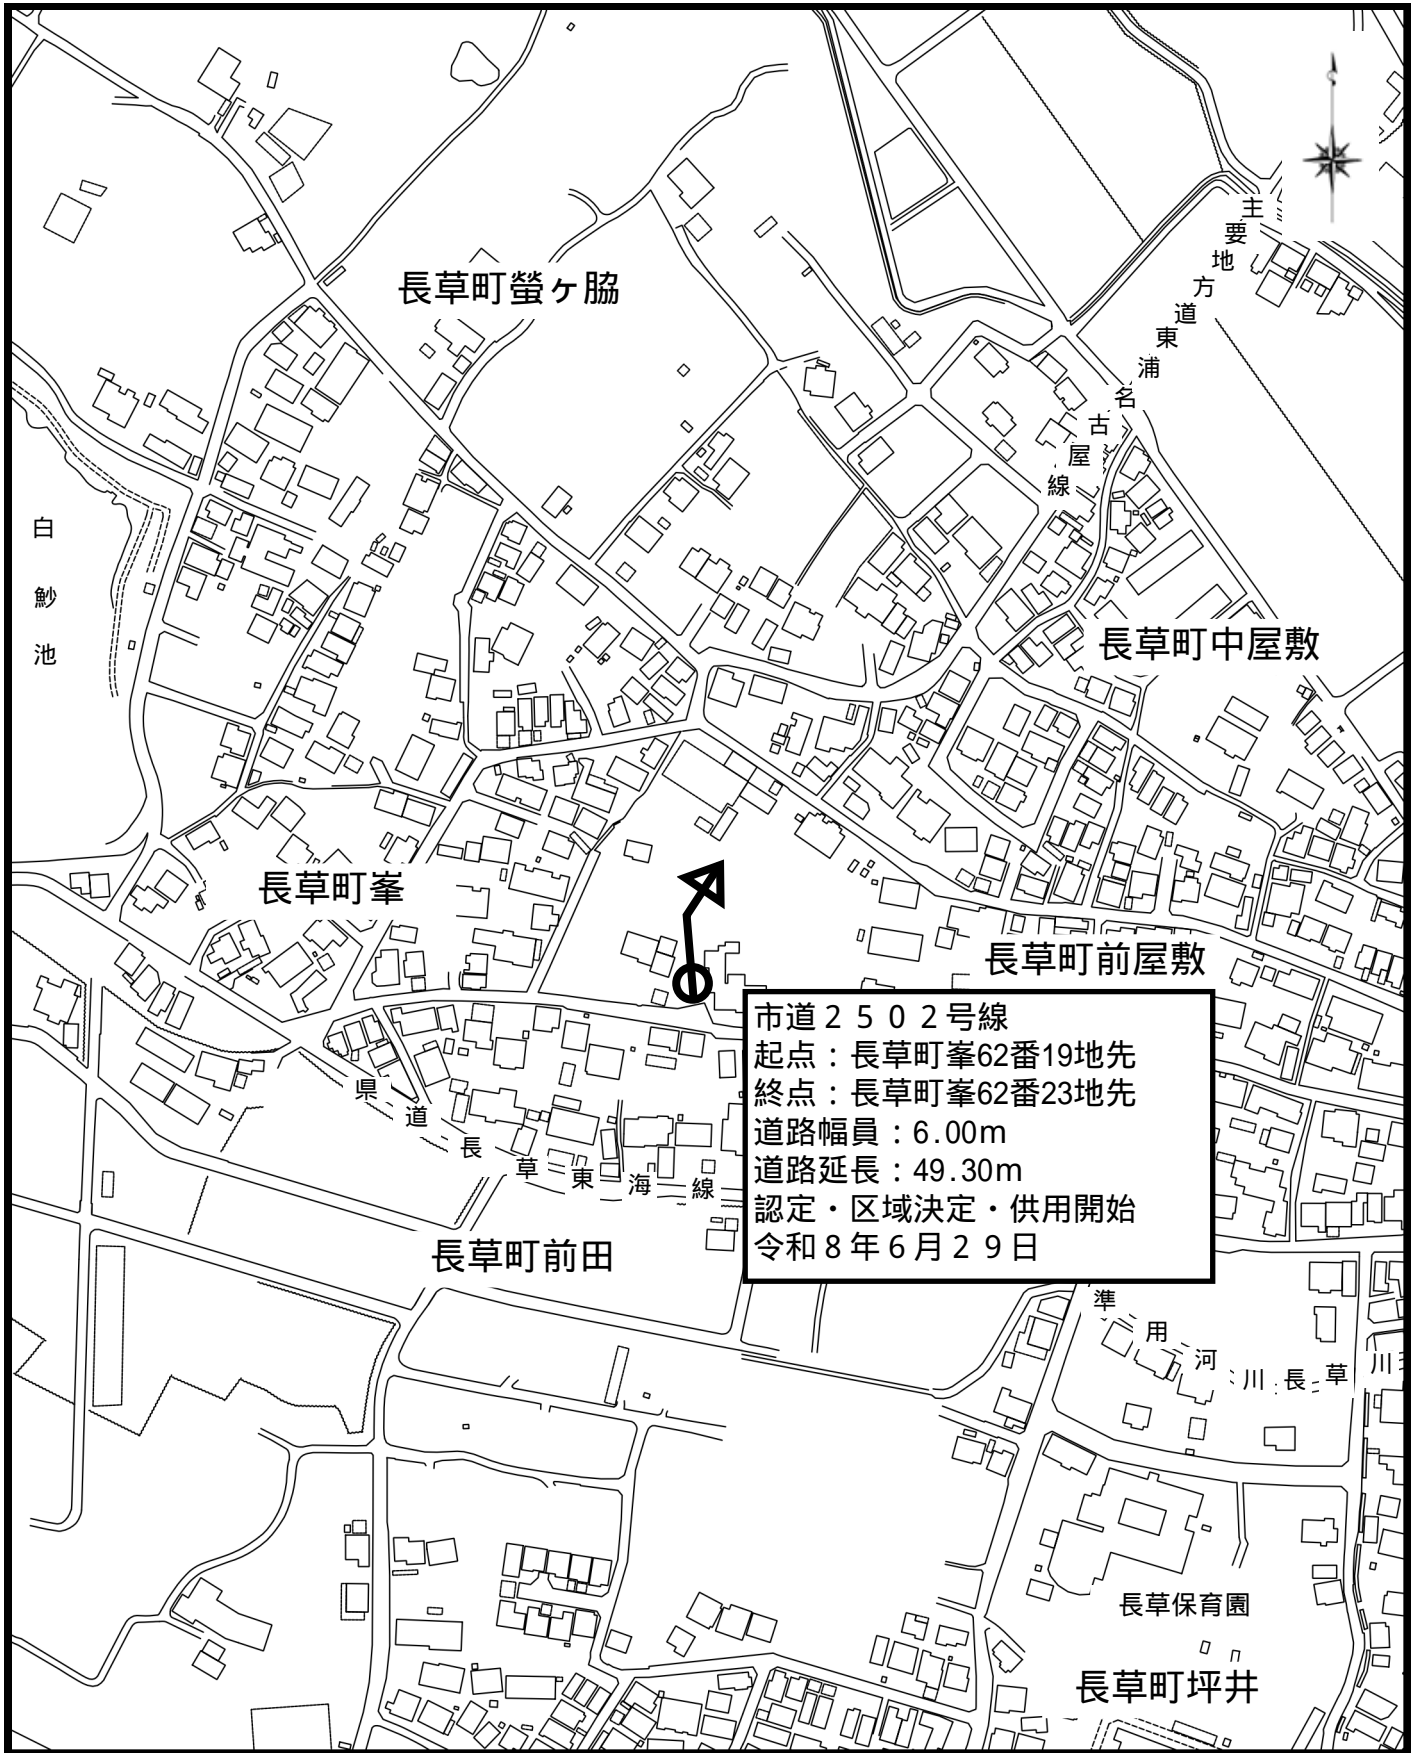 主要地方道東浦名古屋線
長草町螢ヶ脇
白鯋池
長草町中屋敷
長草町峯
長草町前屋敷
市道２５０２号線
起点：長草町峯62番19地先
終点：長草町峯62番23地先
道路幅員：6.00m
道路延長：49.30m
認定・区域決定・供用開始
令和８年６月２９日
県道長草東海線
長草町前田
準用河川長草川
長草保育園
長草町坪井